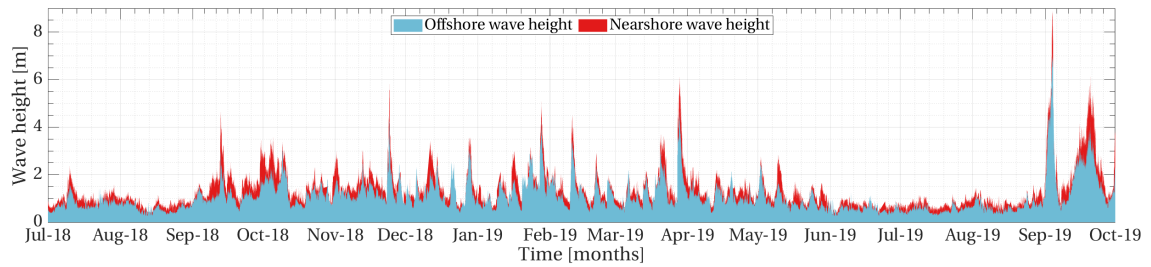 Offshore wave height Nearshore wave height
Wave height [m]
8
6
4
2
0
Jul-18 Aug-18 Sep-18 Oct-18 Nov-18 Dec-18 Jan-19 Feb-19 Mar-19 Apr-19 May-19 Jun-19 Jul-19 Aug-19 Sep-19 Oct-19
Time [months]